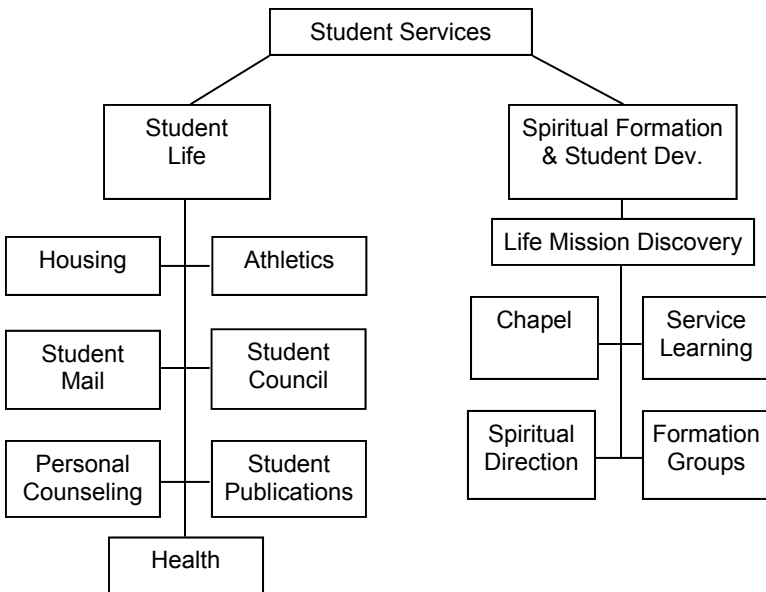 Student Services
Student
Life
Spiritual Formation
& Student Dev.
Life Mission Discovery
Housing
Athletics
Chapel
Service
Learning
Student
Mail
Student
Council
Spiritual
Direction
Formation
Groups
Personal
Counseling
Student
Publications
Health